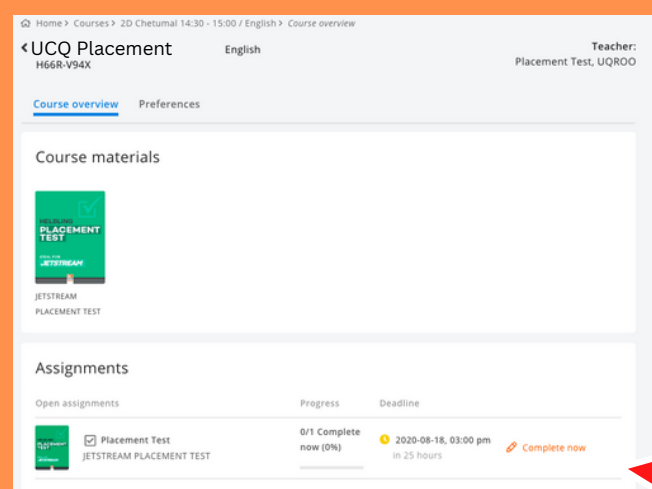 Home > Courses > 2D Chetumal 14:30 - 15:00 / English > Course overview
< UCQ Placement English Teacher:
H66R-V94X Placement Test, UQROO
Course overview Preferences
Course materials
HELBLING
PLACEMENT
TEST
IDEAL FOR
JETSTREAM
JETSTREAM
PLACEMENT TEST
Assignments
Open assignments Progress Deadline
0/1 Complete
Placement Test now (0%) 2020-08-18, 03:00 pm Complete now
JETSTREAM PLACEMENT TEST in 25 hours